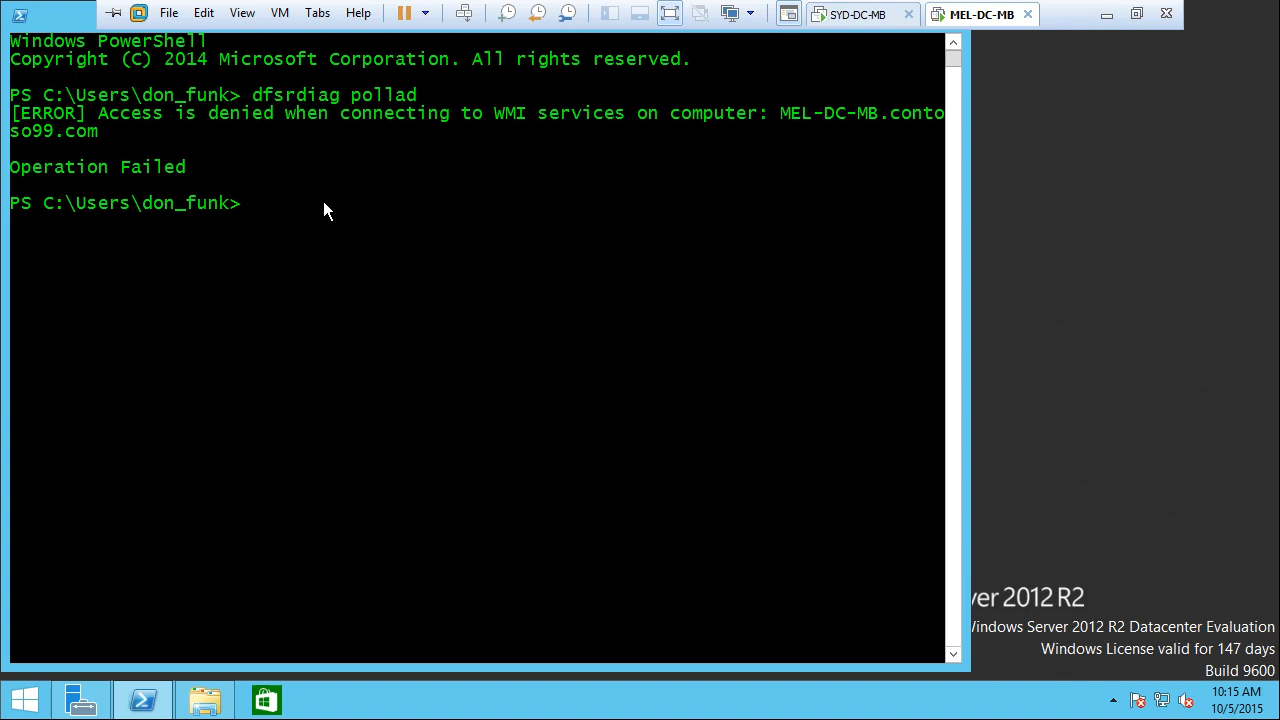 File Edit View VM Tabs Help SYD-DC-MB MEL-DC-MB
Windows PowerShell
Copyright (C) 2014 Microsoft Corporation. All rights reserved.
PS C:\Users\don_funk> dfsrdiag pollad
[ERROR] Access is denied when connecting to WMI services on computer: MEL-DC-MB.conto
so99.com
Operation Failed
PS C:\Users\don_funk>
ver 2012 R2
Windows Server 2012 R2 Datacenter Evaluation
Windows License valid for 147 days
Build 9600
10:15 AM
10/5/2015